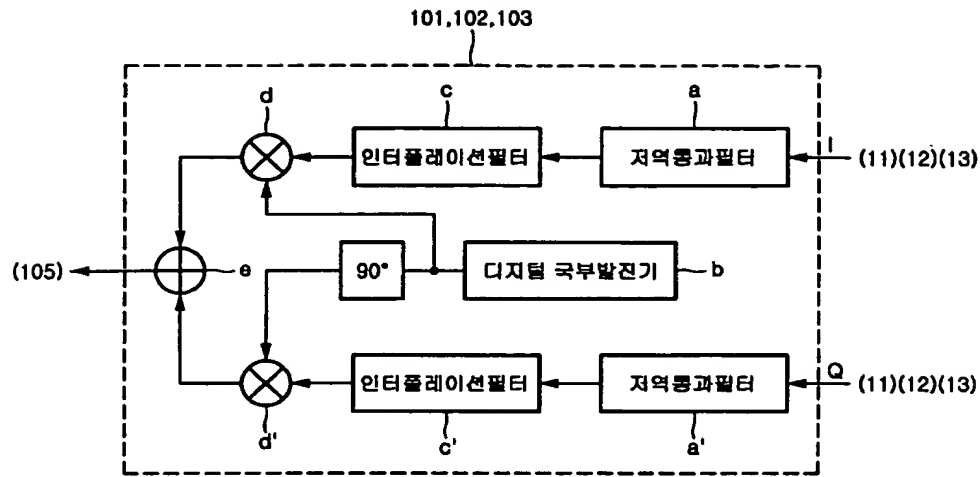 101,102,103
d
c
a
인터폴레이션필터
저역통과필터
I
(11)(12)(13)
(105)
e
90°
디지털 국부발진기
b
인터폴레이션필터
저역통과필터
Q
(11)(12)(13)
d'
c'
a'